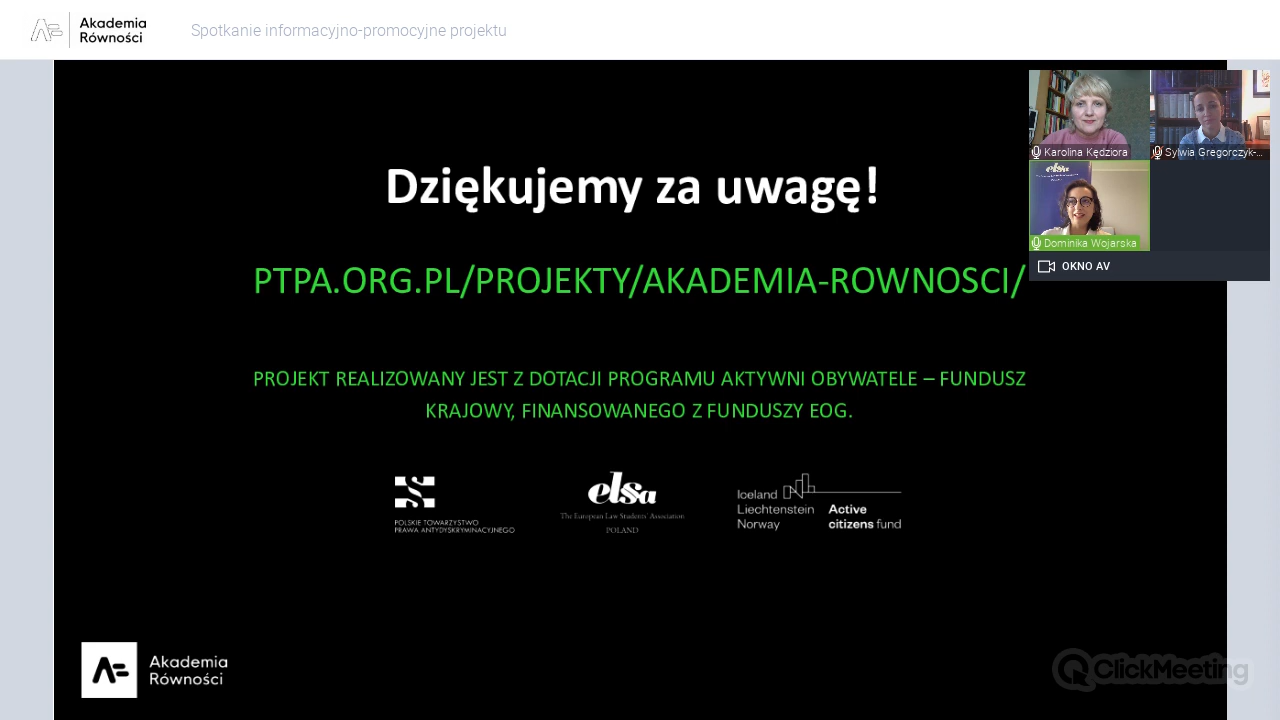 Akademia
Równości
Spotkanie informacyjno-promocyjne projektu
Dziękujemy za uwagę!
PTPA.ORG.PL/PROJEKTY/AKADEMIA-ROWNOSCI/
PROJEKT REALIZOWANY JEST Z DOTACJI PROGRAMU AKTYWNI OBYWATELE – FUNDUSZ
KRAJOWY, FINANSOWANEGO Z FUNDUSZY EOG.
POLSKIE TOWARZYSTWO
PRAWA ANTYDYSKRYMINACYJNEGO
elsa
The European Law Students' Association
POLAND
Iceland
Liechtenstein
Norway
Active
citizens fund
Akademia
Równości
Karolina Kędziora
Sylwia Gregorczyk-...
elsa
Dominika Wojarska
OKNO AV
ClickMeeting